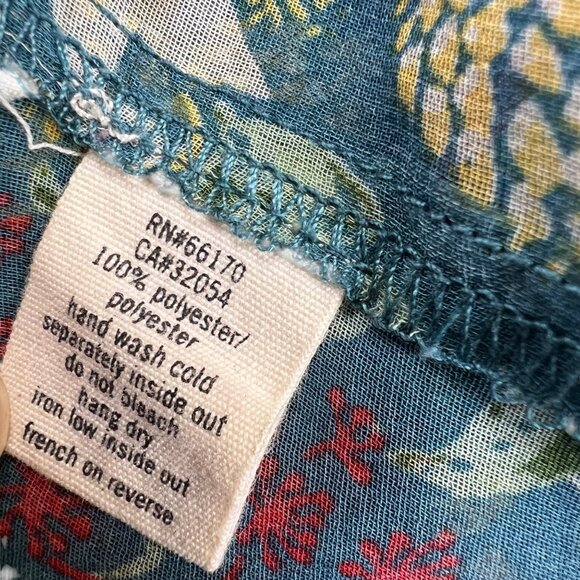 RN#66170
CA#32054
100% polyester/
polyester
hand wash cold
separately inside out
do not bleach
hang dry
iron low inside out
french on reverse